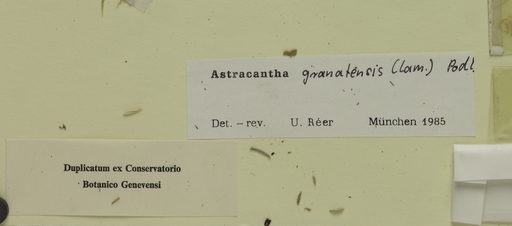 Astracantha granatensis (Lam.) Podl.
Det. – rev. U. Réer München 1985
Duplicatum ex Conservatorio
Botanico Genevensi